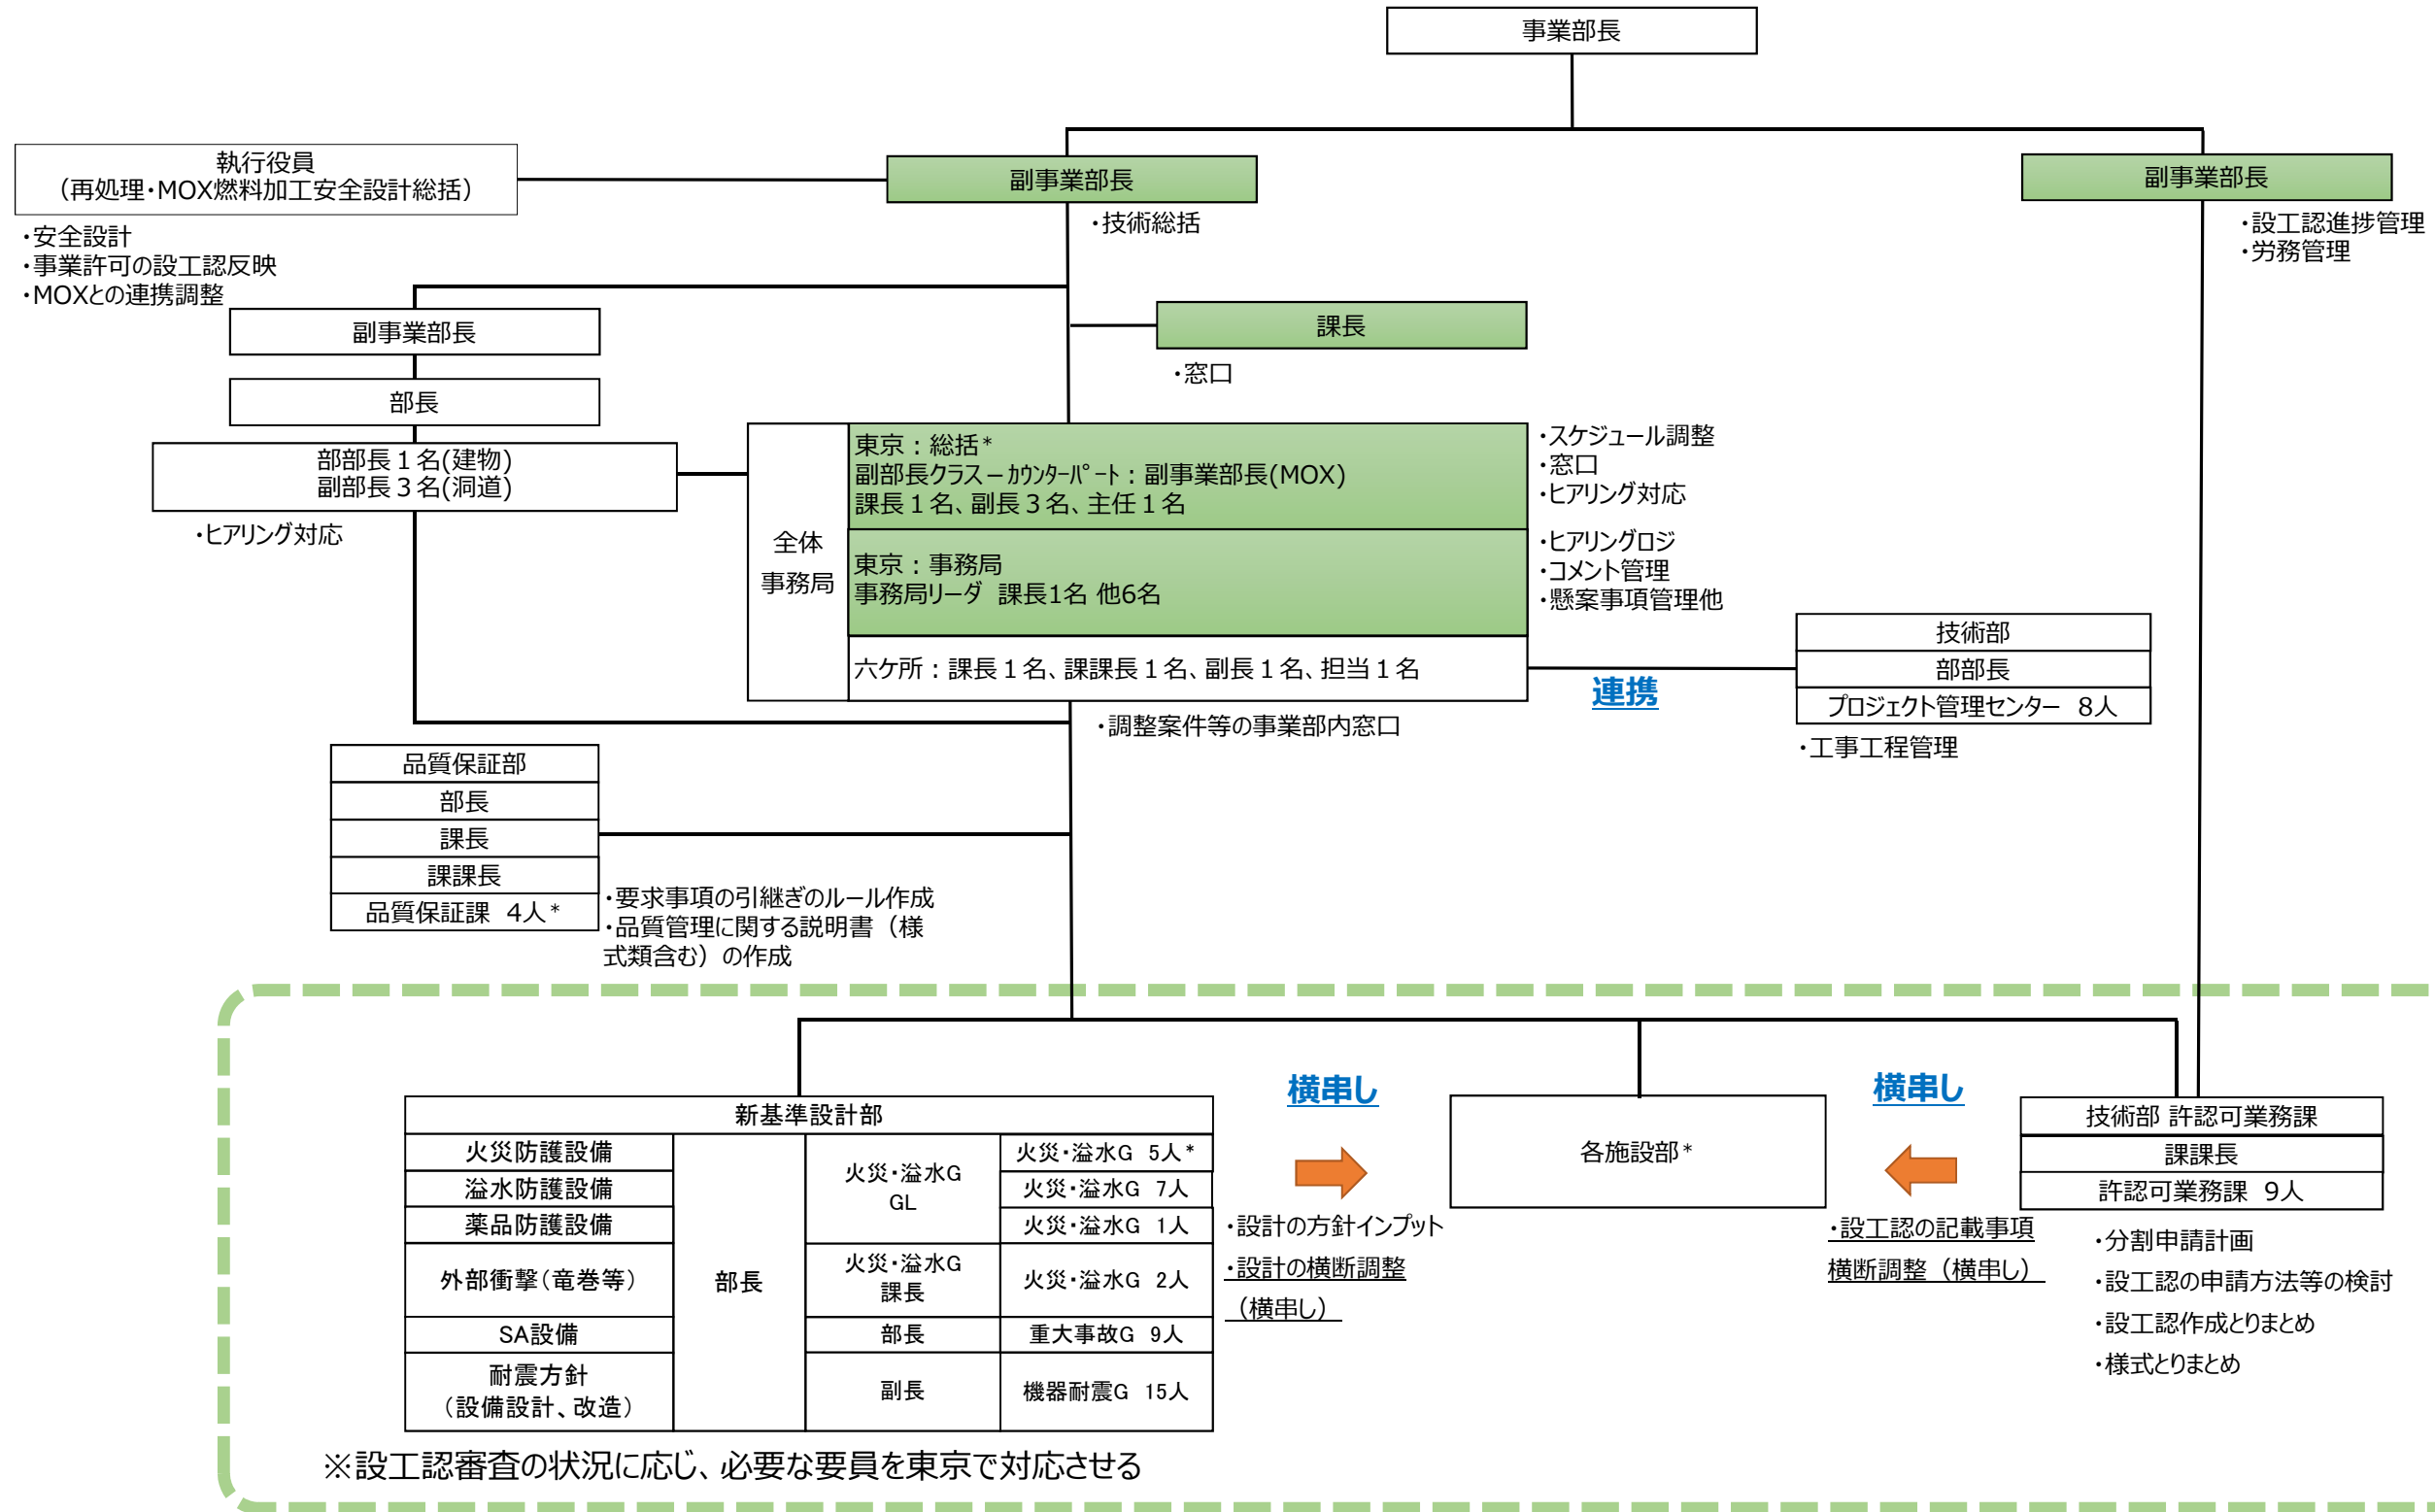 事業部長
執行役員
（再処理・MOX燃料加工安全設計総括）
・安全設計
・事業許可の設工認反映
・MOXとの連携調整
副事業部長
・技術総括
副事業部長
・設工認進捗管理
・労務管理
副事業部長
部長
部部長１名(建物)
副部長３名(洞道)
・ヒアリング対応
課長
・窓口
全体
事務局
東京：総括*
副部長クラス－ｶｳﾝﾀｰﾊﾟｰﾄ：副事業部長(MOX)
課長１名、副長３名、主任１名
・スケジュール調整
・窓口
・ヒアリング対応
東京：事務局
事務局リーダ 課長1名 他6名
・ヒアリングロジ
・コメント管理
・懸案事項管理他
六ケ所：課長１名、課課長１名、副長１名、担当１名
・調整案件等の事業部内窓口
連携
技術部
部部長
プロジェクト管理センター 8人
・工事工程管理
品質保証部
部長
課長
課課長
品質保証課 4人*
・要求事項の引継ぎのルール作成
・品質管理に関する説明書（様
式類含む）の作成
新基準設計部
火災防護設備
溢水防護設備
薬品防護設備
外部衝撃（竜巻等）
SA設備
耐震方針
（設備設計、改造）
部長
火災・溢水G
GL
火災・溢水G
課長
部長
副長
火災・溢水G 5人*
火災・溢水G 7人
火災・溢水G 1人
火災・溢水G 2人
重大事故G 9人
機器耐震G 15人
横串し
・設計の方針インプット
・設計の横断調整
（横串し）
各施設部*
横串し
・設工認の記載事項
横断調整（横串し）
技術部 許認可業務課
課課長
許認可業務課 9人
・分割申請計画
・設工認の申請方法等の検討
・設工認作成とりまとめ
・様式とりまとめ
※設工認審査の状況に応じ、必要な要員を東京で対応させる